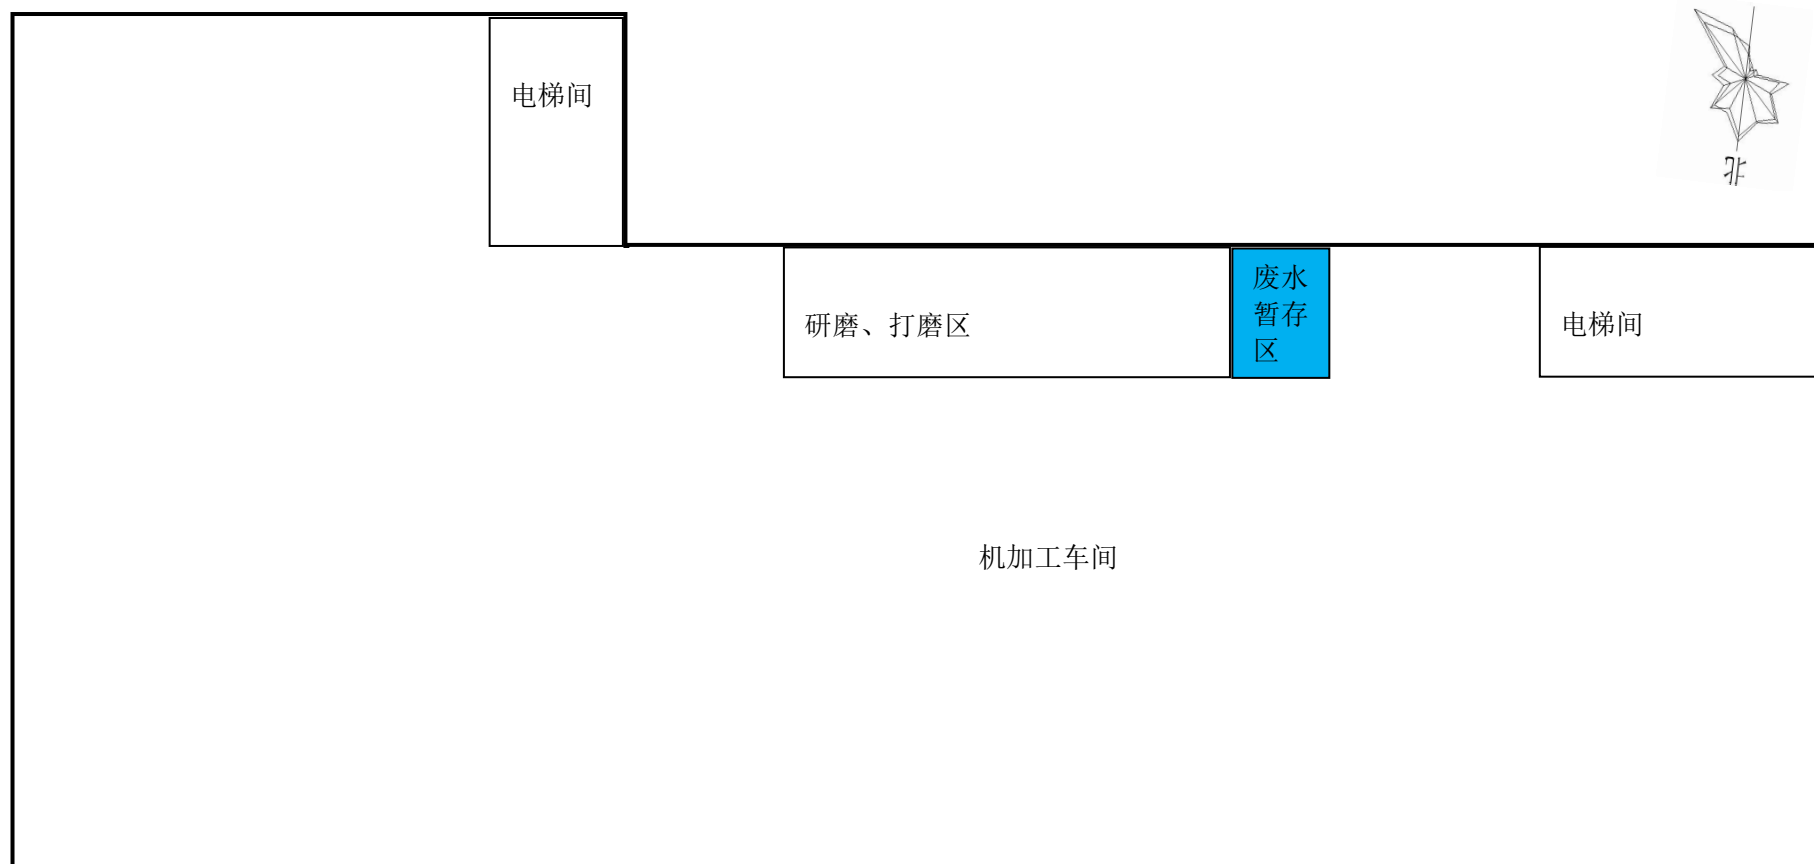 电梯间
北
废水
暂存
区
研磨、打磨区
电梯间
机加工车间